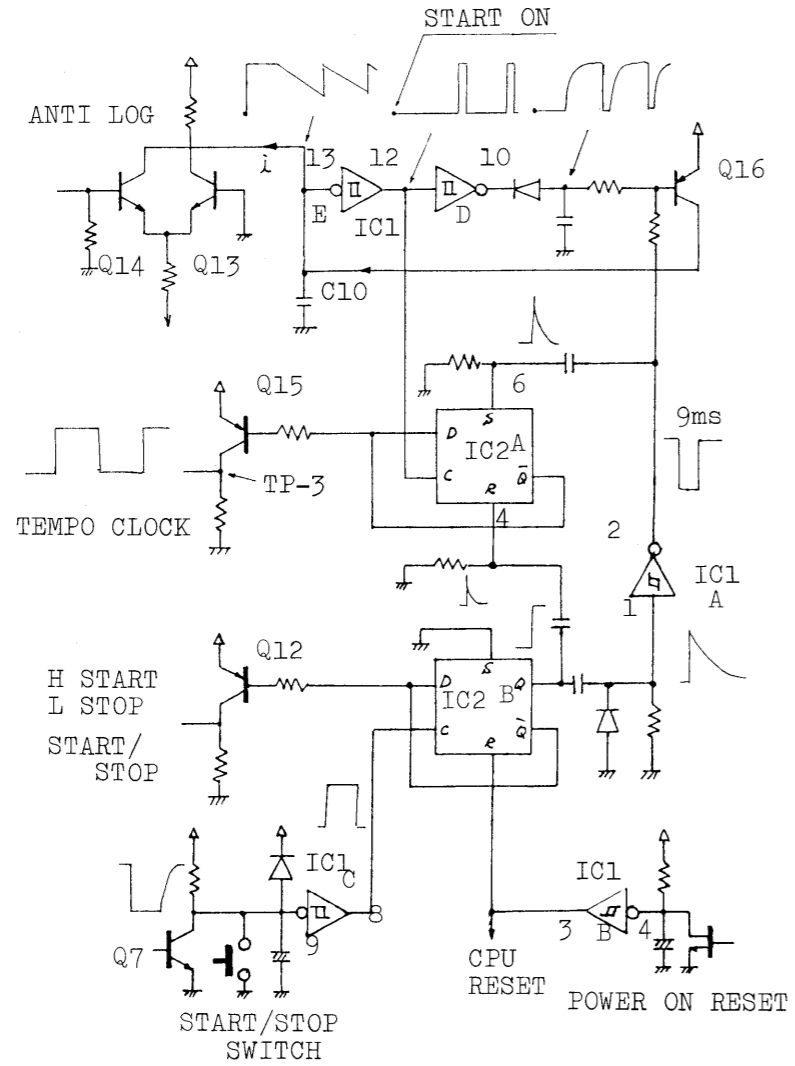 START ON
ANTI LOG
i
13
12
10
Q16
E
IC1
D
Q14
Q13
C10
Q15
6
S
D
IC2 A
C
Q̅
R
9ms
TP-3
TEMPO CLOCK
4
2
IC1
A
1
Q12
H START
L STOP
START/
STOP
S
D
IC2 B
Q
C
Q̅
R
IC1
C
8
9
Q7
START/STOP
SWITCH
IC1
3
B
4
CPU
RESET
POWER ON RESET